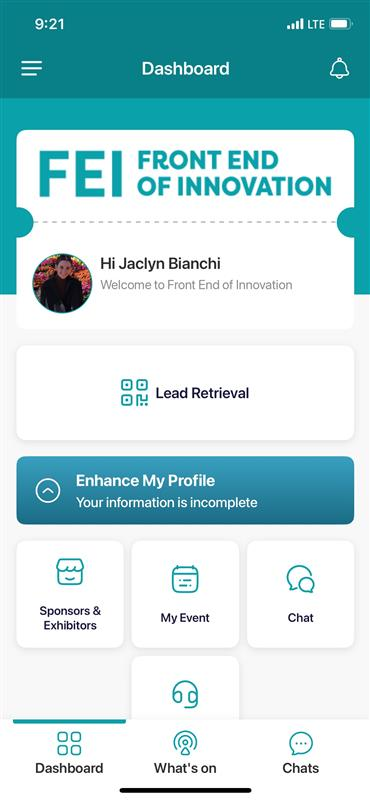 9:21
LTE
Dashboard
FEI FRONT END
OF INNOVATION
Hi Jaclyn Bianchi
Welcome to Front End of Innovation
Lead Retrieval
Enhance My Profile
Your information is incomplete
Sponsors &
Exhibitors
My Event
Chat
Dashboard
What's on
Chats